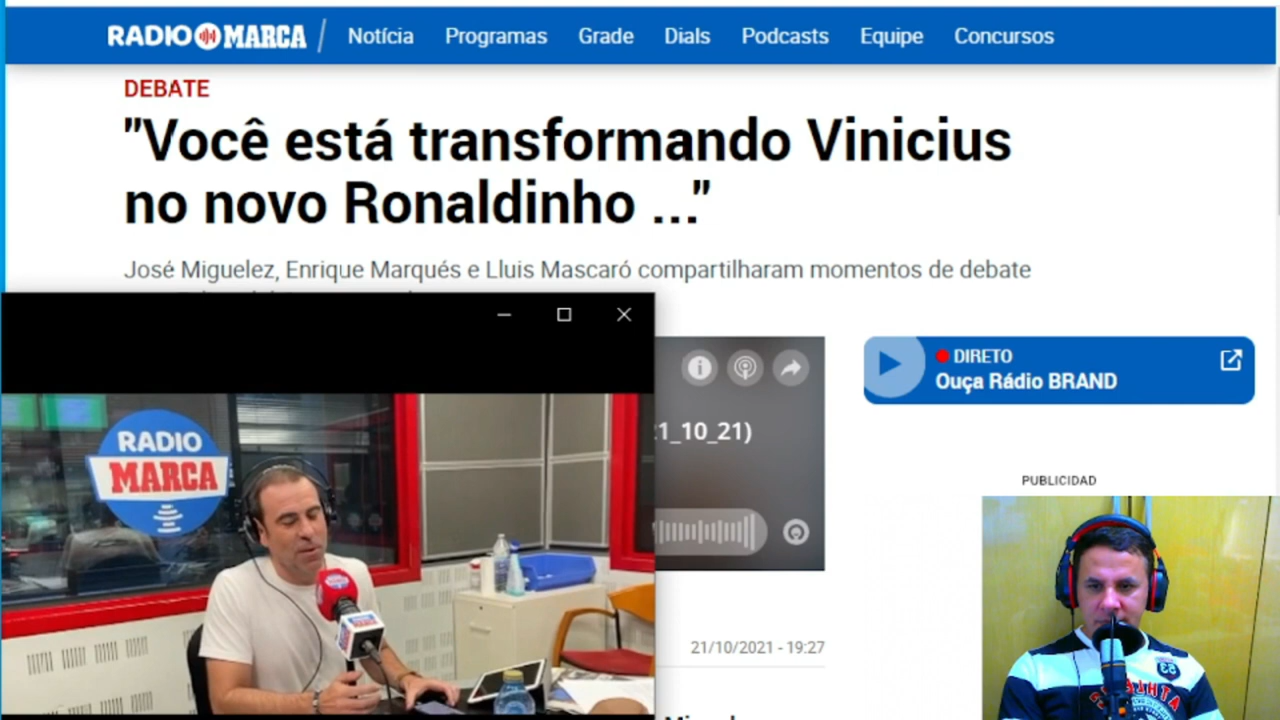 RADIO MARCA / Notícia Programas Grade Dials Podcasts Equipe Concursos
DEBATE
"Você está transformando Vinicius
no novo Ronaldinho ..."
José Miguelez, Enrique Marqués e Lluis Mascaró compartilharam momentos de debate
DIRETO
Ouça Rádio BRAND
1_10_21)
PUBLICIDAD
RADIO
MARCA
21/10/2021 - 19:27